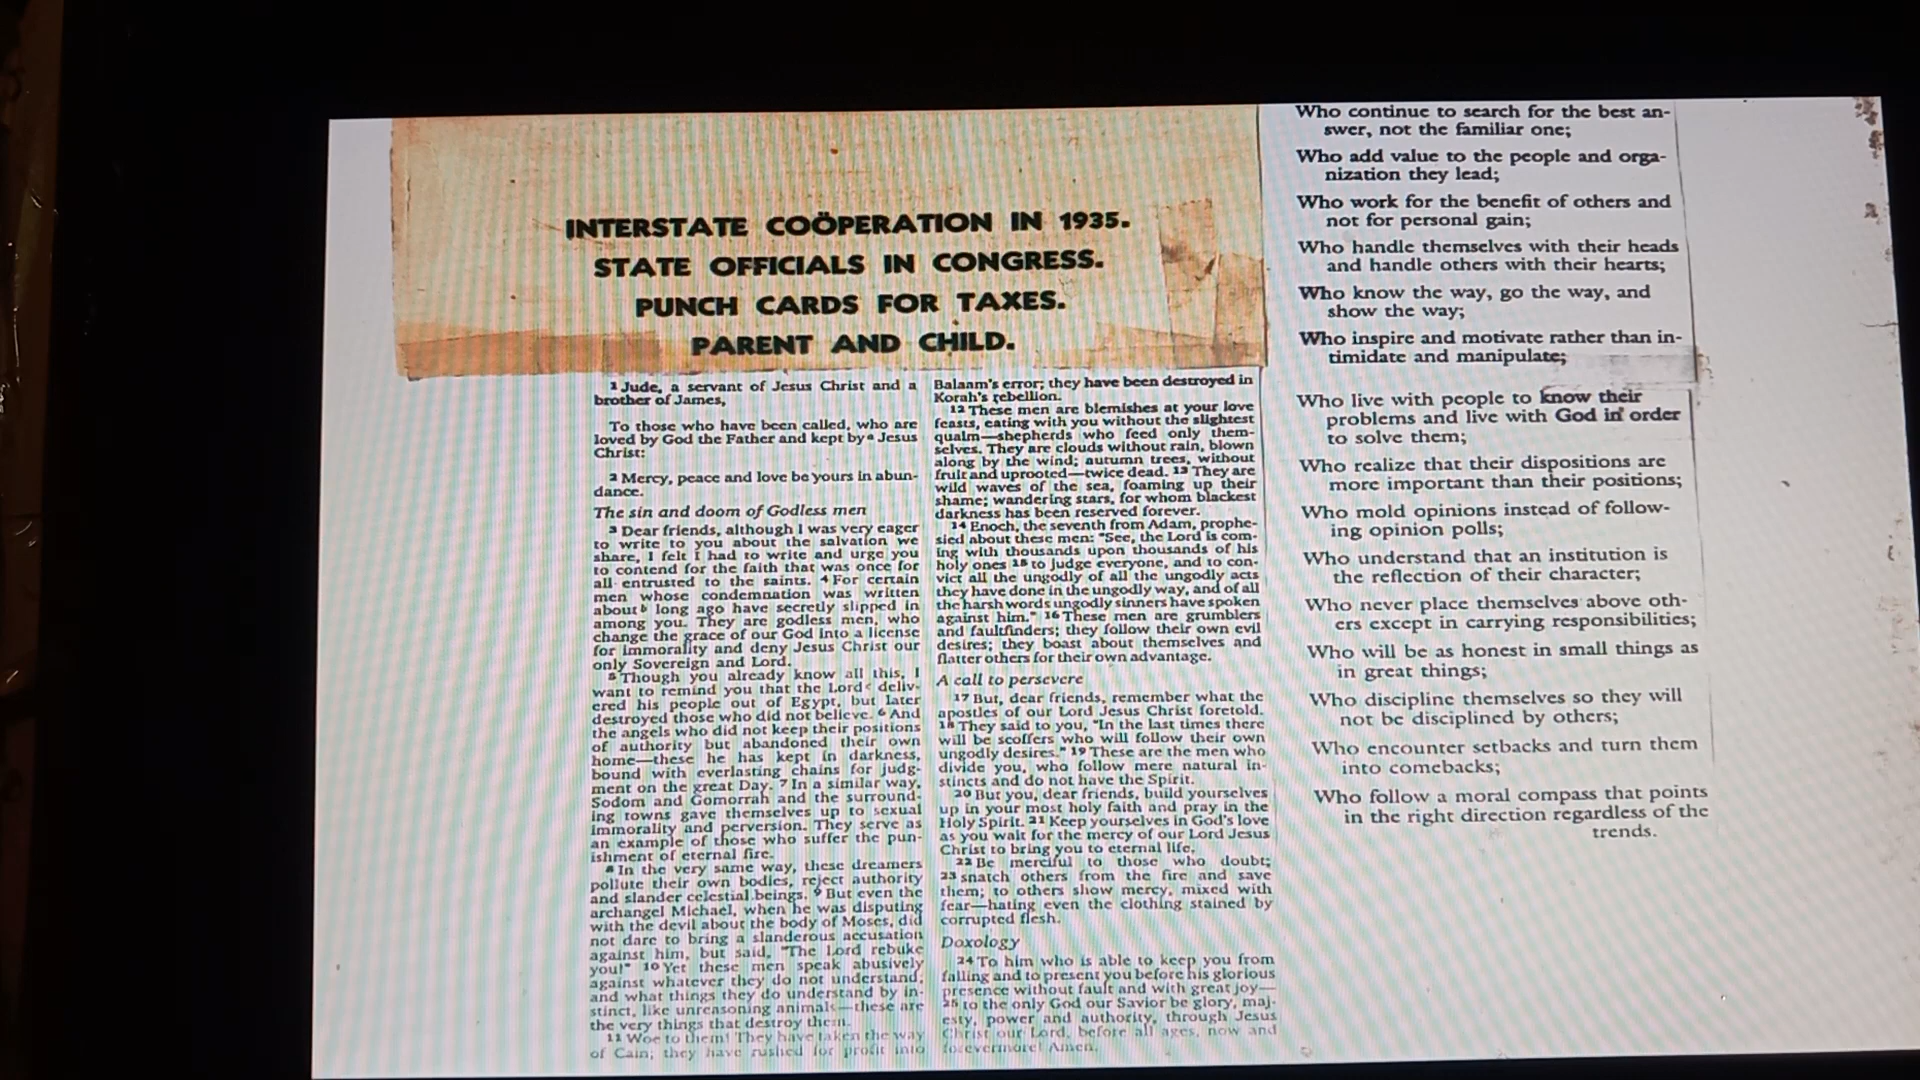 INTERSTATE COÖPERATION IN 1935.
STATE OFFICIALS IN CONGRESS.
PUNCH CARDS FOR TAXES.
PARENT AND CHILD.
1 Jude, a servant of Jesus Christ and a
brother of James,
To those who have been called, who are
loved by God the Father and kept by a Jesus
Christ:
2 Mercy, peace and love be yours in abun-
dance.
The sin and doom of Godless men
3 Dear friends, although I was very eager
to write to you about the salvation we
share, I felt I had to write and urge you
to contend for the faith that was once for
all entrusted to the saints. 4 For certain
men whose condemnation was written
about b long ago have secretly slipped in
among you. They are godless men, who
change the grace of our God into a license
for immorality and deny Jesus Christ our
only Sovereign and Lord.
5 Though you already know all this, I
want to remind you that the Lord c deliv-
ered his people out of Egypt, but later
destroyed those who did not believe. 6 And
the angels who did not keep their positions
of authority but abandoned their own
home—these he has kept in darkness,
bound with everlasting chains for judg-
ment on the great Day. 7 In a similar way,
Sodom and Gomorrah and the surround-
ing towns gave themselves up to sexual
immorality and perversion. They serve as
an example of those who suffer the pun-
ishment of eternal fire.
8 In the very same way, these dreamers
pollute their own bodies, reject authority
and slander celestial beings. 9 But even the
archangel Michael, when he was disputing
with the devil about the body of Moses, did
not dare to bring a slanderous accusation
against him, but said, "The Lord rebuke
you!" 10 Yet these men speak abusively
against whatever they do not understand;
and what things they do understand by in-
stinct, like unreasoning animals—these are
the very things that destroy them.
11 Woe to them! They have taken the way
of Cain; they have rushed for profit into
Balaam's error; they have been destroyed in
Korah's rebellion.
12 These men are blemishes at your love
feasts, eating with you without the slightest
qualm—shepherds who feed only them-
selves. They are clouds without rain, blown
along by the wind; autumn trees, without
fruit and uprooted—twice dead. 13 They are
wild waves of the sea, foaming up their
shame; wandering stars, for whom blackest
darkness has been reserved forever.
14 Enoch, the seventh from Adam, prophe-
sied about these men: "See, the Lord is com-
ing with thousands upon thousands of his
holy ones 15 to judge everyone, and to con-
vict all the ungodly of all the ungodly acts
they have done in the ungodly way, and of all
the harsh words ungodly sinners have spoken
against him." 16 These men are grumblers
and faultfinders; they follow their own evil
desires; they boast about themselves and
flatter others for their own advantage.
A call to persevere
17 But, dear friends, remember what the
apostles of our Lord Jesus Christ foretold.
18 They said to you, "In the last times there
will be scoffers who will follow their own
ungodly desires." 19 These are the men who
divide you, who follow mere natural in-
stincts and do not have the Spirit.
20 But you, dear friends, build yourselves
up in your most holy faith and pray in the
Holy Spirit. 21 Keep yourselves in God's love
as you wait for the mercy of our Lord Jesus
Christ to bring you to eternal life.
22 Be merciful to those who doubt;
23 snatch others from the fire and save
them; to others show mercy, mixed with
fear—hating even the clothing stained by
corrupted flesh.
Doxology
24 To him who is able to keep you from
falling and to present you before his glorious
presence without fault and with great joy—
25 to the only God our Savior be glory, maj-
esty, power and authority, through Jesus
Christ our Lord, before all ages, now and
forevermore! Amen.
Who continue to search for the best an-
swer, not the familiar one;
Who add value to the people and orga-
nization they lead;
Who work for the benefit of others and
not for personal gain;
Who handle themselves with their heads
and handle others with their hearts;
Who know the way, go the way, and
show the way;
Who inspire and motivate rather than in-
timidate and manipulate;
Who live with people to know their
problems and live with God in order
to solve them;
Who realize that their dispositions are
more important than their positions;
Who mold opinions instead of follow-
ing opinion polls;
Who understand that an institution is
the reflection of their character;
Who never place themselves above oth-
ers except in carrying responsibilities;
Who will be as honest in small things as
in great things;
Who discipline themselves so they will
not be disciplined by others;
Who encounter setbacks and turn them
into comebacks;
Who follow a moral compass that points
in the right direction regardless of the
trends.